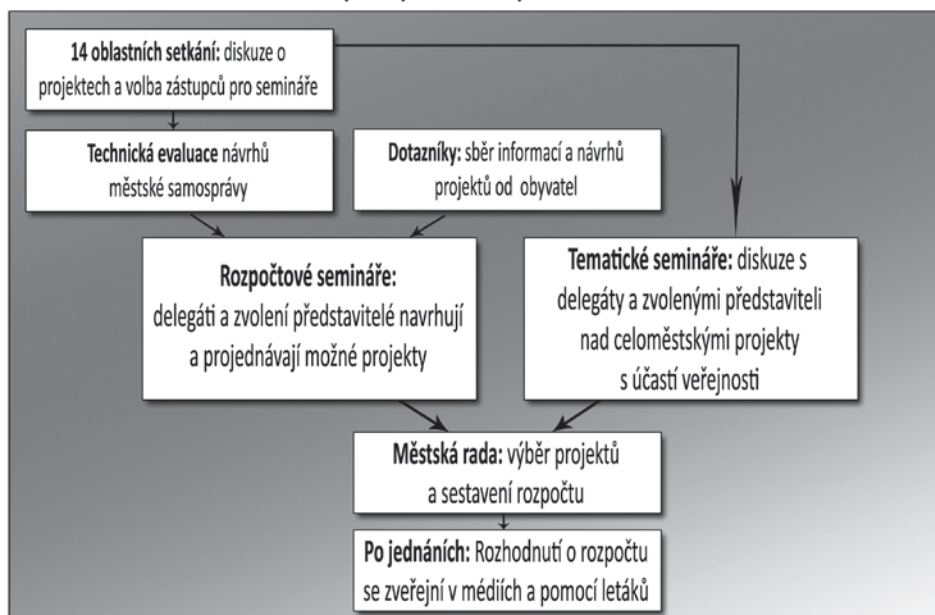 14 oblastních setkání: diskuze o
projektech a volba zástupců pro semináře
Technická evaluace návrhů
městské samosprávy
Dotazníky: sběr informací a návrhů
projektů od obyvatel
Rozpočtové semináře:
delegáti a zvolení představitelé navrhují
a projednávají možné projekty
Tematické semináře: diskuze s
delegáty a zvolenými představiteli
nad celoměstskými projekty
s účastí veřejnosti
Městská rada: výběr projektů
a sestavení rozpočtu
Po jednáních: Rozhodnutí o rozpočtu
se zveřejní v médiích a pomocí letáků